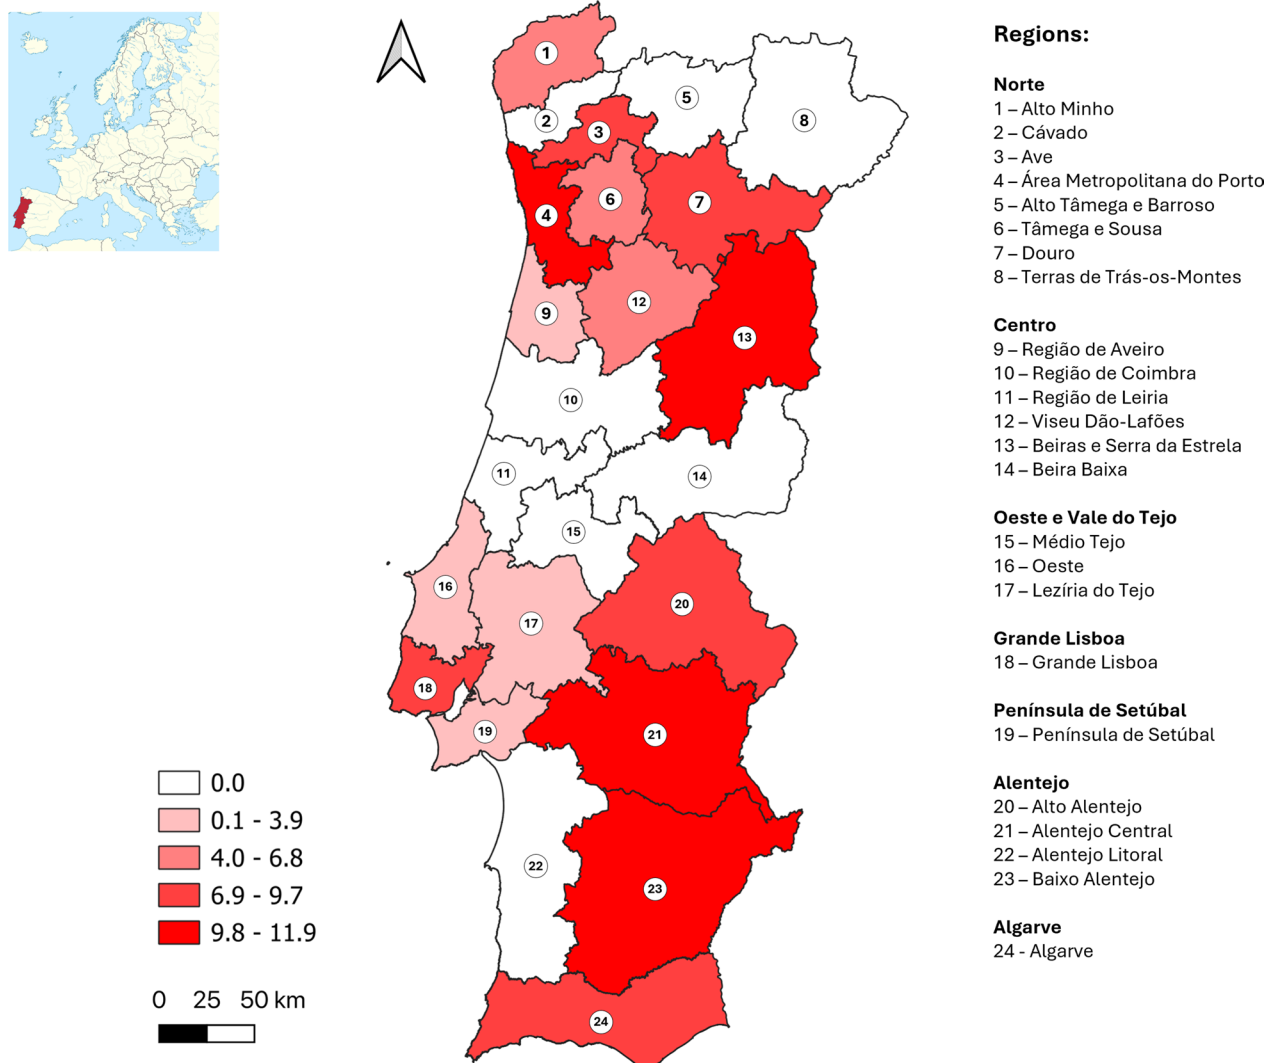 1
2
3
4
5
6
7
8
9
10
11
12
13
14
15
16
17
18
19
20
21
22
23
24
0.0
0.1 - 3.9
4.0 - 6.8
6.9 - 9.7
9.8 - 11.9
0 25 50 km
Regions:
Norte
1 – Alto Minho
2 – Cávado
3 – Ave
4 – Área Metropolitana do Porto
5 – Alto Tâmega e Barroso
6 – Tâmega e Sousa
7 – Douro
8 – Terras de Trás-os-Montes
Centro
9 – Região de Aveiro
10 – Região de Coimbra
11 – Região de Leiria
12 – Viseu Dão-Lafões
13 – Beiras e Serra da Estrela
14 – Beira Baixa
Oeste e Vale do Tejo
15 – Médio Tejo
16 – Oeste
17 – Lezíria do Tejo
Grande Lisboa
18 – Grande Lisboa
Península de Setúbal
19 – Península de Setúbal
Alentejo
20 – Alto Alentejo
21 – Alentejo Central
22 – Alentejo Litoral
23 – Baixo Alentejo
Algarve
24 - Algarve